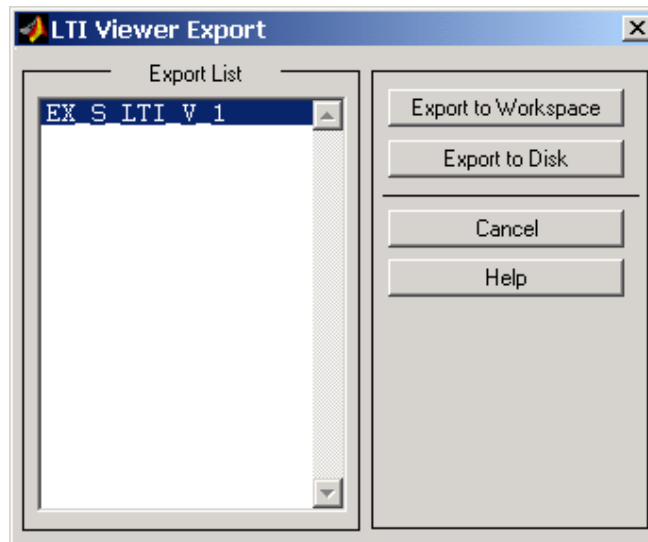 LTI Viewer Export
Export List
EX_S_LTI_V_1
Export to Workspace
Export to Disk
Cancel
Help